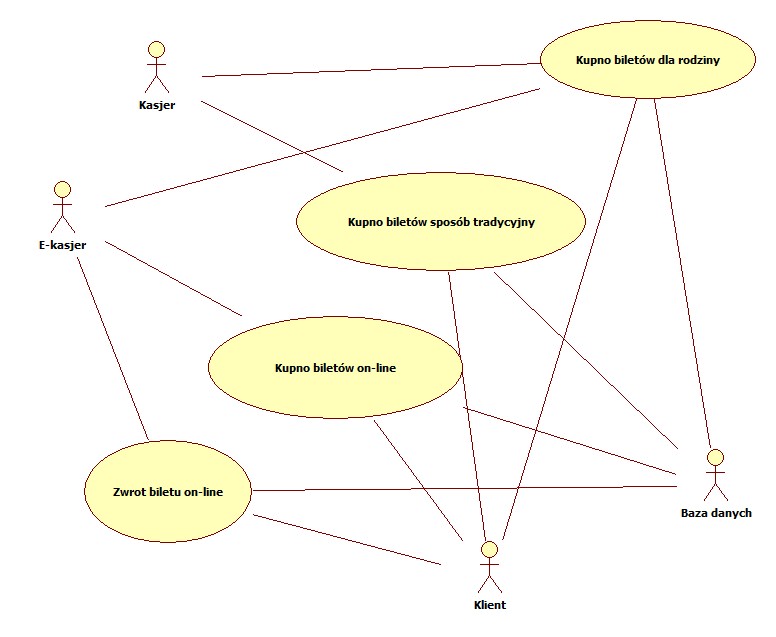 Kupno biletów dla rodziny
Kasjer
Kupno biletów sposób tradycyjny
E-kasjer
Kupno biletów on-line
Zwrot biletu on-line
Baza danych
Klient